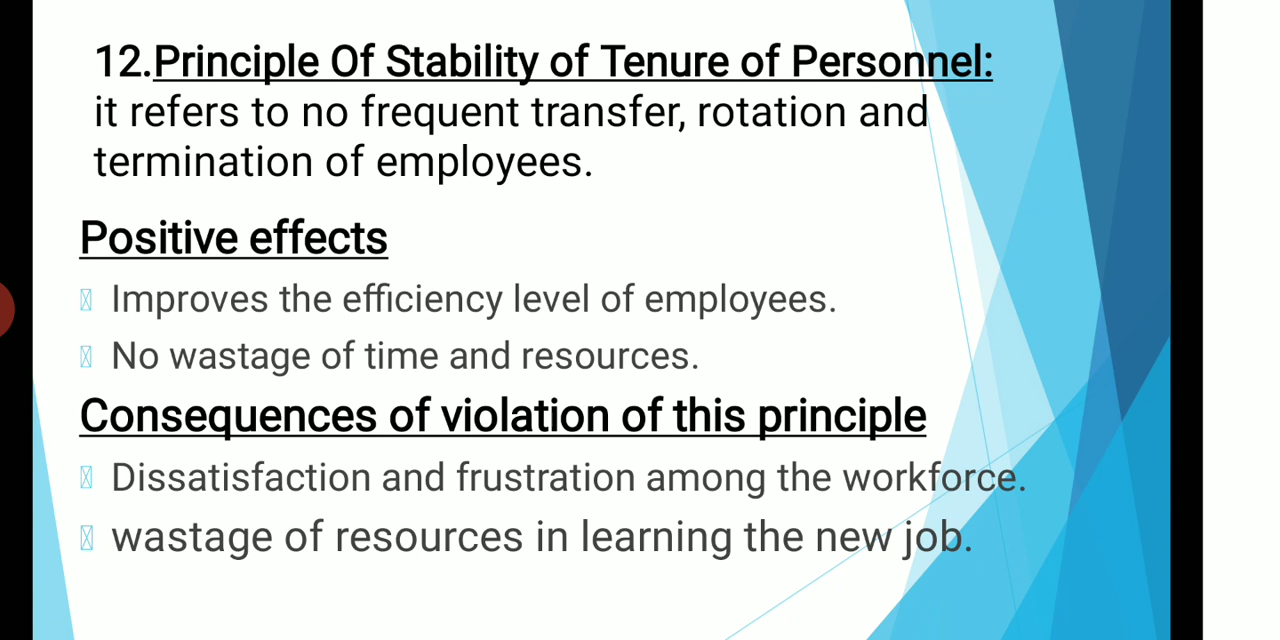 12.Principle Of Stability of Tenure of Personnel:
it refers to no frequent transfer, rotation and
termination of employees.
Positive effects
Improves the efficiency level of employees.
No wastage of time and resources.
Consequences of violation of this principle
Dissatisfaction and frustration among the workforce.
wastage of resources in learning the new job.